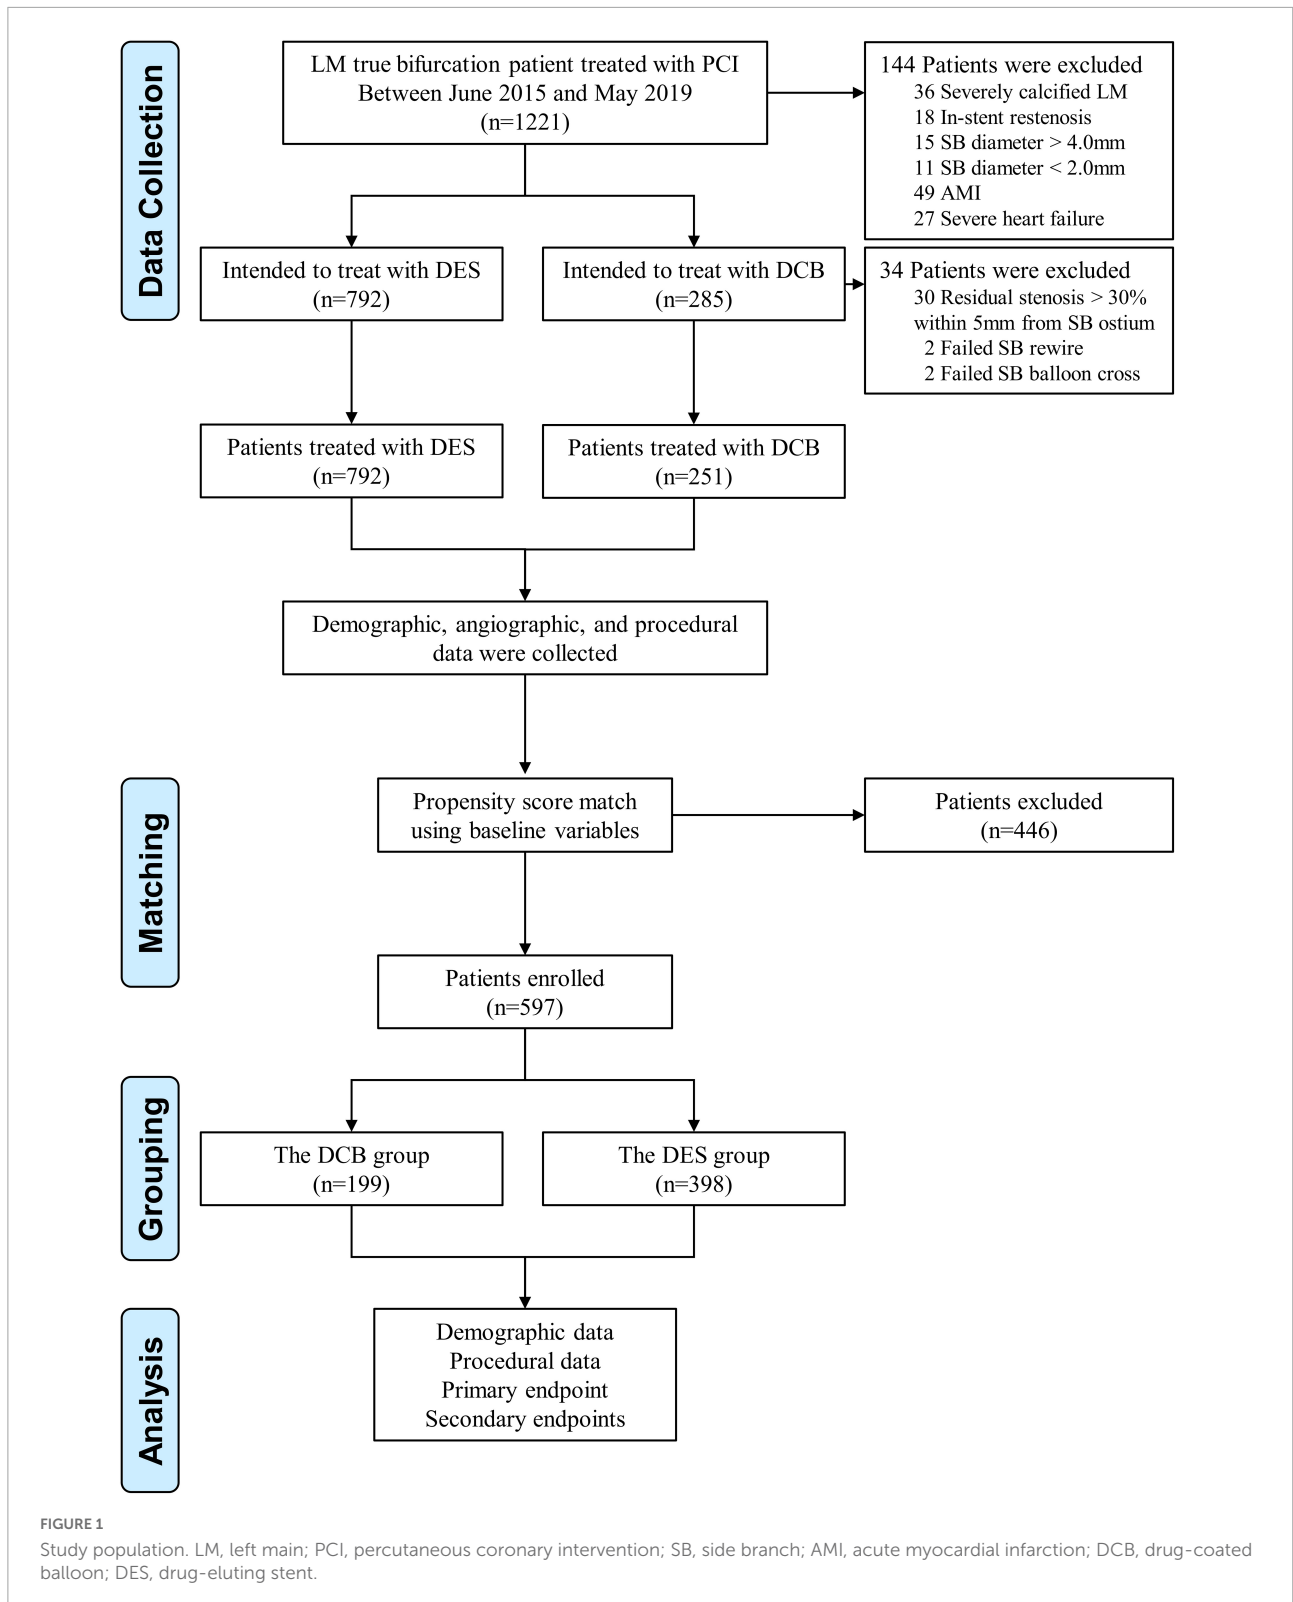 Data Collection
LM true bifurcation patient treated with PCI
Between June 2015 and May 2019
(n=1221)
144 Patients were excluded
36 Severely calcified LM
18 In-stent restenosis
15 SB diameter > 4.0mm
11 SB diameter < 2.0mm
49 AMI
27 Severe heart failure
Intended to treat with DES
(n=792)
Intended to treat with DCB
(n=285)
34 Patients were excluded
30 Residual stenosis > 30%
within 5mm from SB ostium
2 Failed SB rewire
2 Failed SB balloon cross
Patients treated with DES
(n=792)
Patients treated with DCB
(n=251)
Demographic, angiographic, and procedural
data were collected
Matching
Propensity score match
using baseline variables
Patients excluded
(n=446)
Patients enrolled
(n=597)
Grouping
The DCB group
(n=199)
The DES group
(n=398)
Analysis
Demographic data
Procedural data
Primary endpoint
Secondary endpoints
FIGURE 1
Study population. LM, left main; PCI, percutaneous coronary intervention; SB, side branch; AMI, acute myocardial infarction; DCB, drug-coated
balloon; DES, drug-eluting stent.